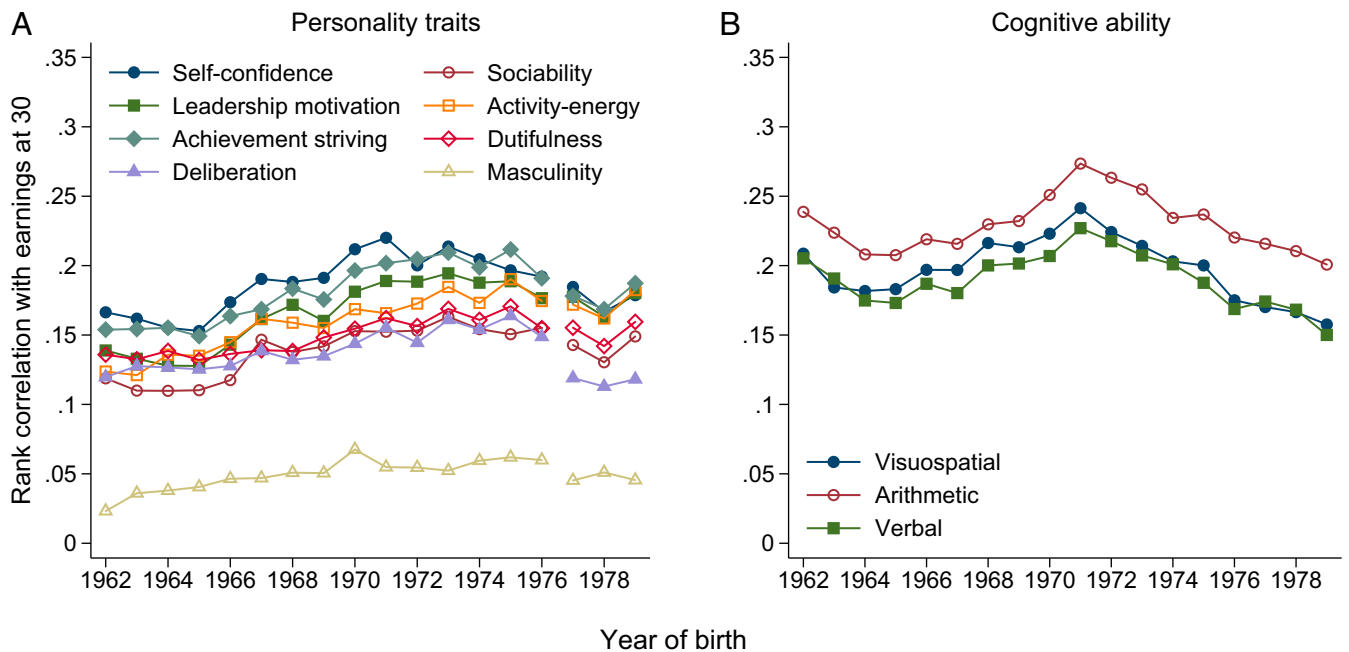 A
Personality traits
B
Cognitive ability
Rank correlation with earnings at 30
.35
.3
.25
.2
.15
.1
.05
0
Self-confidence
Leadership motivation
Achievement striving
Deliberation
Sociability
Activity-energy
Dutifulness
Masculinity
1962 1964 1966 1968 1970 1972 1974 1976 1978
.35
.3
.25
.2
.15
.1
.05
0
Visuospatial
Arithmetic
Verbal
1962 1964 1966 1968 1970 1972 1974 1976 1978
Year of birth